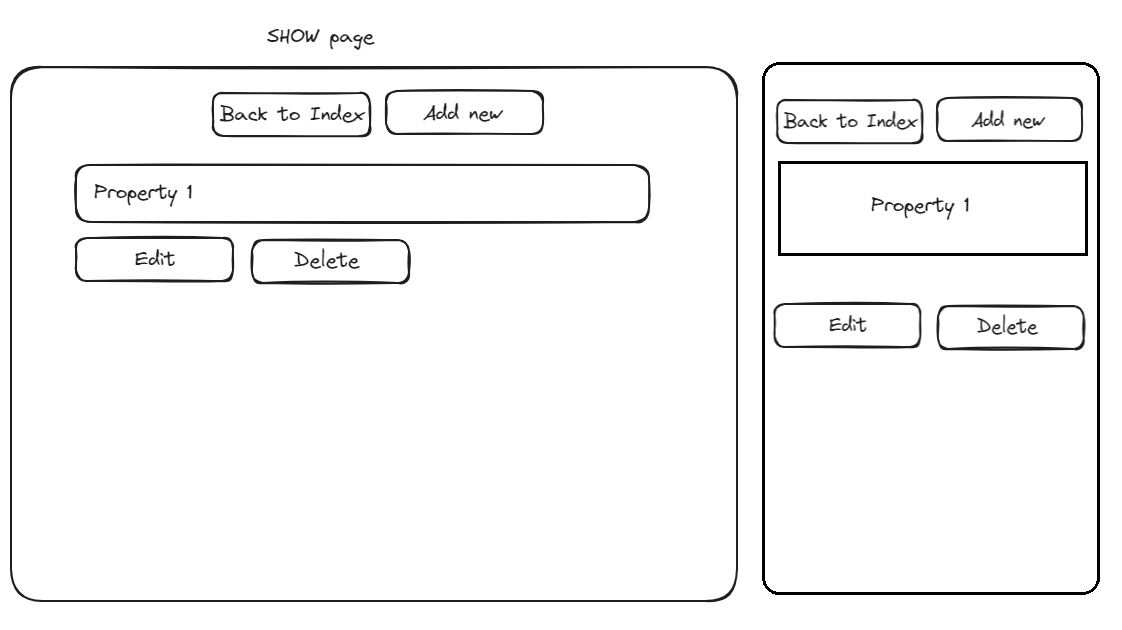 SHOW page
Back to Index
Add new
Property 1
Edit
Delete
Back to Index
Add new
Property 1
Edit
Delete